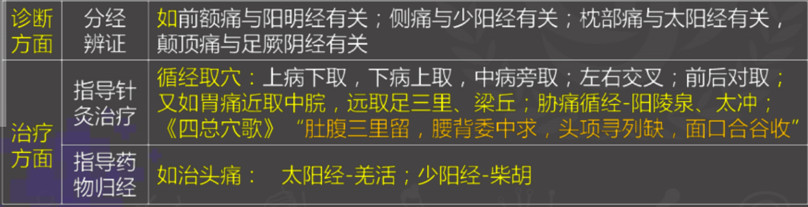 诊断方面
分经辨证
如前额痛与阳明经有关；侧痛与少阳经有关；枕部痛与太阳经有关，
颠顶痛与足厥阴经有关
治疗方面
指导针灸治疗
循经取穴：上病下取，下病上取，中病旁取；左右交叉；前后对取；
又如胃痛近取中脘，远取足三里、梁丘；胁痛循经-阳陵泉、太冲；
《四总穴歌》“肚腹三里留，腰背委中求，头项寻列缺，面口合谷收”
指导药物归经
如治头痛： 太阳经-羌活；少阳经-柴胡